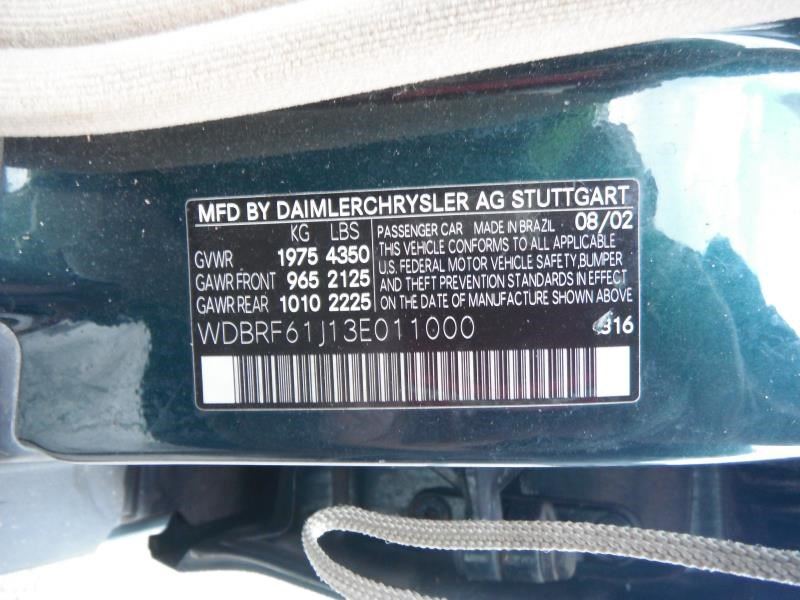 MFD BY DAIMLERCHRYSLER AG STUTTGART
KG LBS
GVWR 1975 4350
GAWR FRONT 965 2125
GAWR REAR 1010 2225
PASSENGER CAR MADE IN BRAZIL 08/02
THIS VEHICLE CONFORMS TO ALL APPLICABLE
U.S. FEDERAL MOTOR VEHICLE SAFETY,BUMPER
AND THEFT PREVENTION STANDARDS IN EFFECT
ON THE DATE OF MANUFACTURE SHOWN ABOVE.
WDBRF61J13E011000